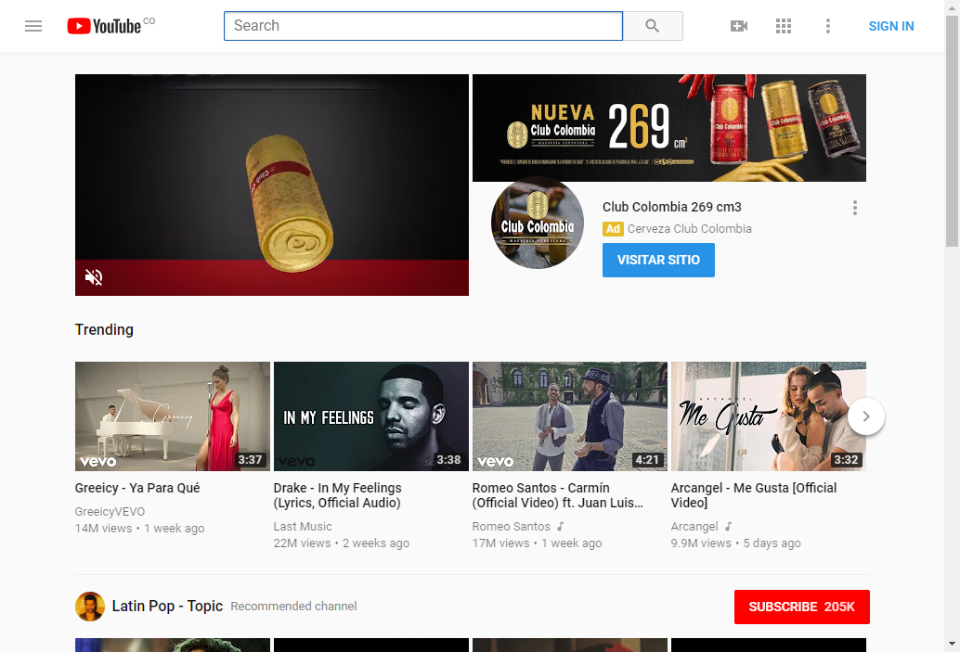 YouTube CO
Search
SIGN IN
NUEVA
Club Colombia
269 cm³
Club Colombia
Club Colombia 269 cm3
Ad Cerveza Club Colombia
VISITAR SITIO
Trending
Greeicy
vevo
3:37
IN MY FEELINGS
vevo
3:38
vevo
4:21
ARCANGEL
Me Gusta
3:32
Greeicy - Ya Para Qué
GreeicyVEVO
14M views • 1 week ago
Drake - In My Feelings
(Lyrics, Official Audio)
Last Music
22M views • 2 weeks ago
Romeo Santos - Carmín
(Official Video) ft. Juan Luis...
Romeo Santos
17M views • 1 week ago
Arcangel - Me Gusta [Official
Video]
Arcangel
9.9M views • 5 days ago
Latin Pop - Topic Recommended channel
SUBSCRIBE 205K